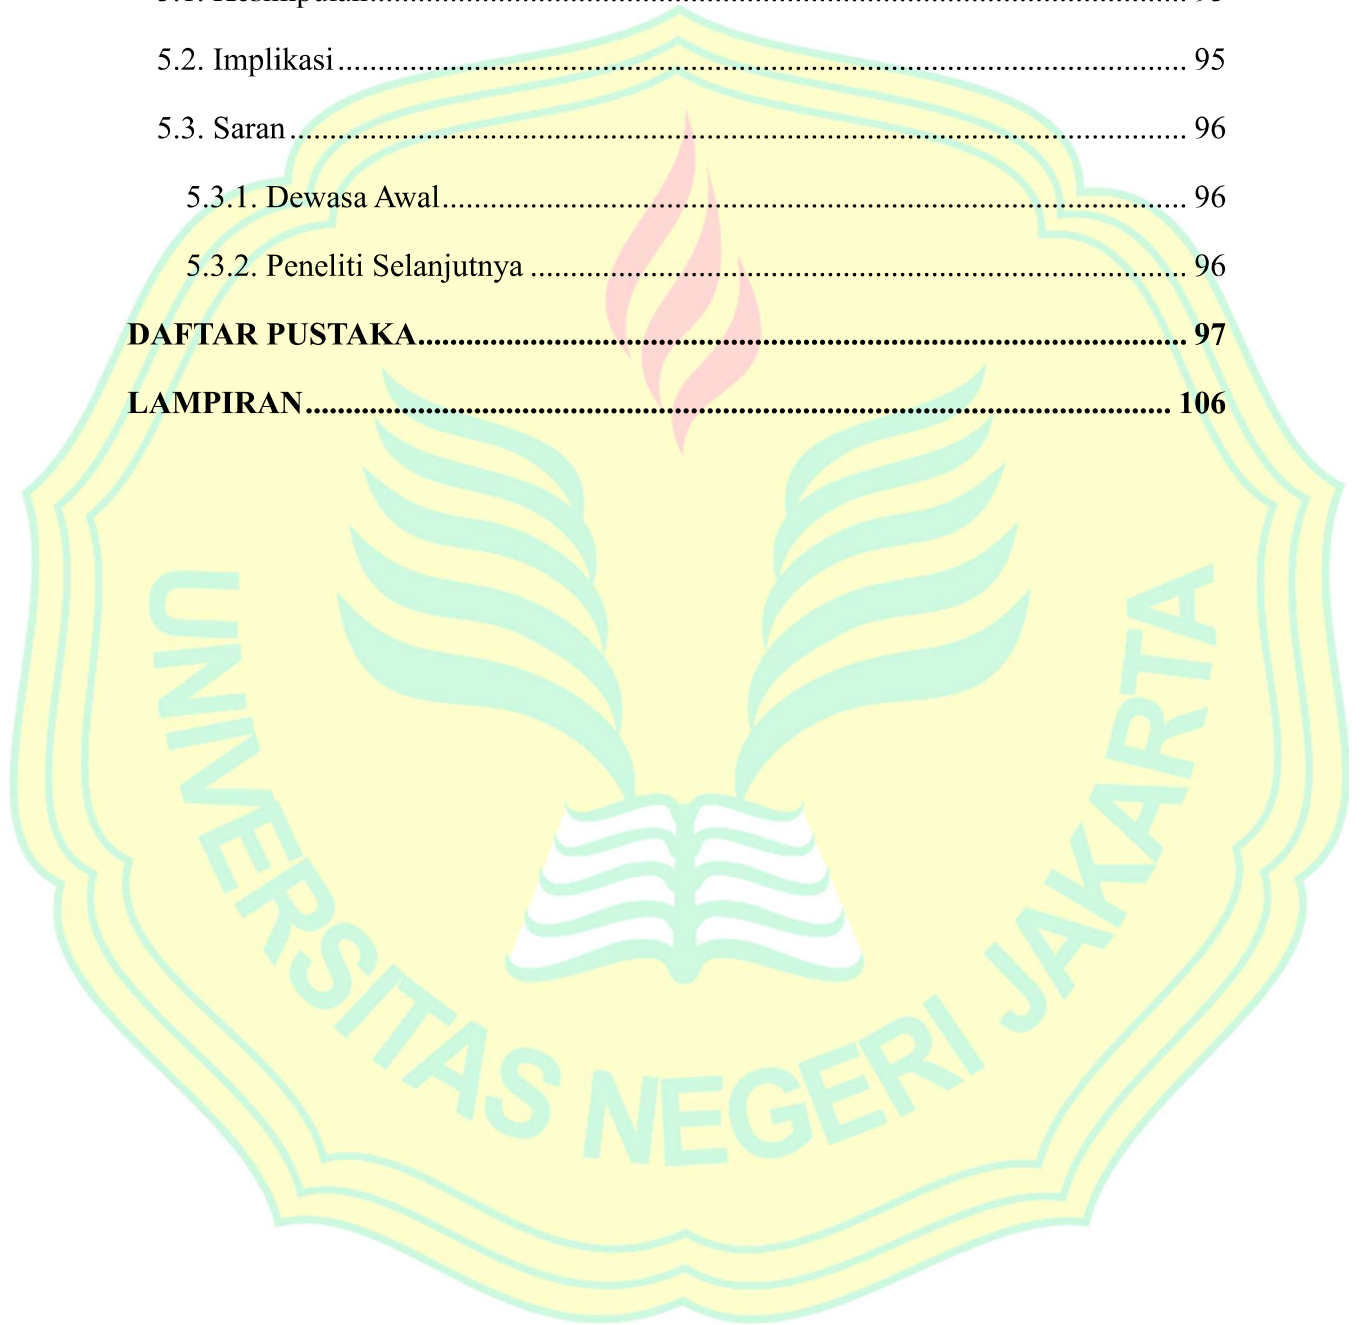 5.2. Implikasi.......................................................................................................... 95
5.3. Saran................................................................................................................ 96
5.3.1. Dewasa Awal............................................................................................. 96
5.3.2. Peneliti Selanjutnya .................................................................................. 96
DAFTAR PUSTAKA................................................................................................ 97
LAMPIRAN............................................................................................................ 106
UNIVERSITAS NEGERI JAKARTA